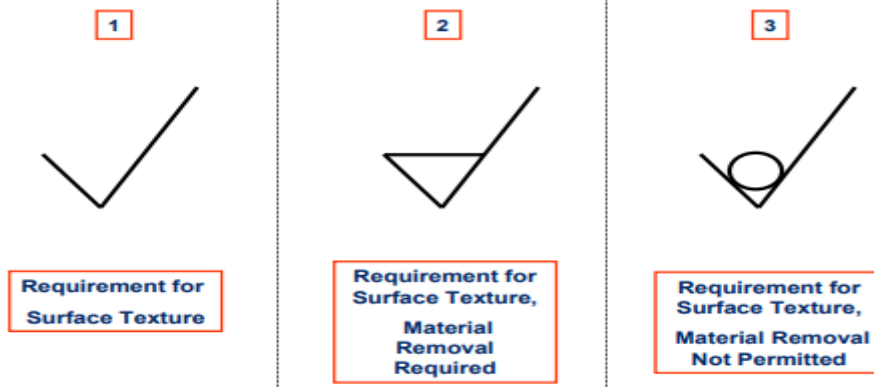 1
2
3
Requirement for
Surface Texture
Requirement for
Surface Texture,
Material
Removal
Required
Requirement for
Surface Texture,
Material Removal
Not Permitted